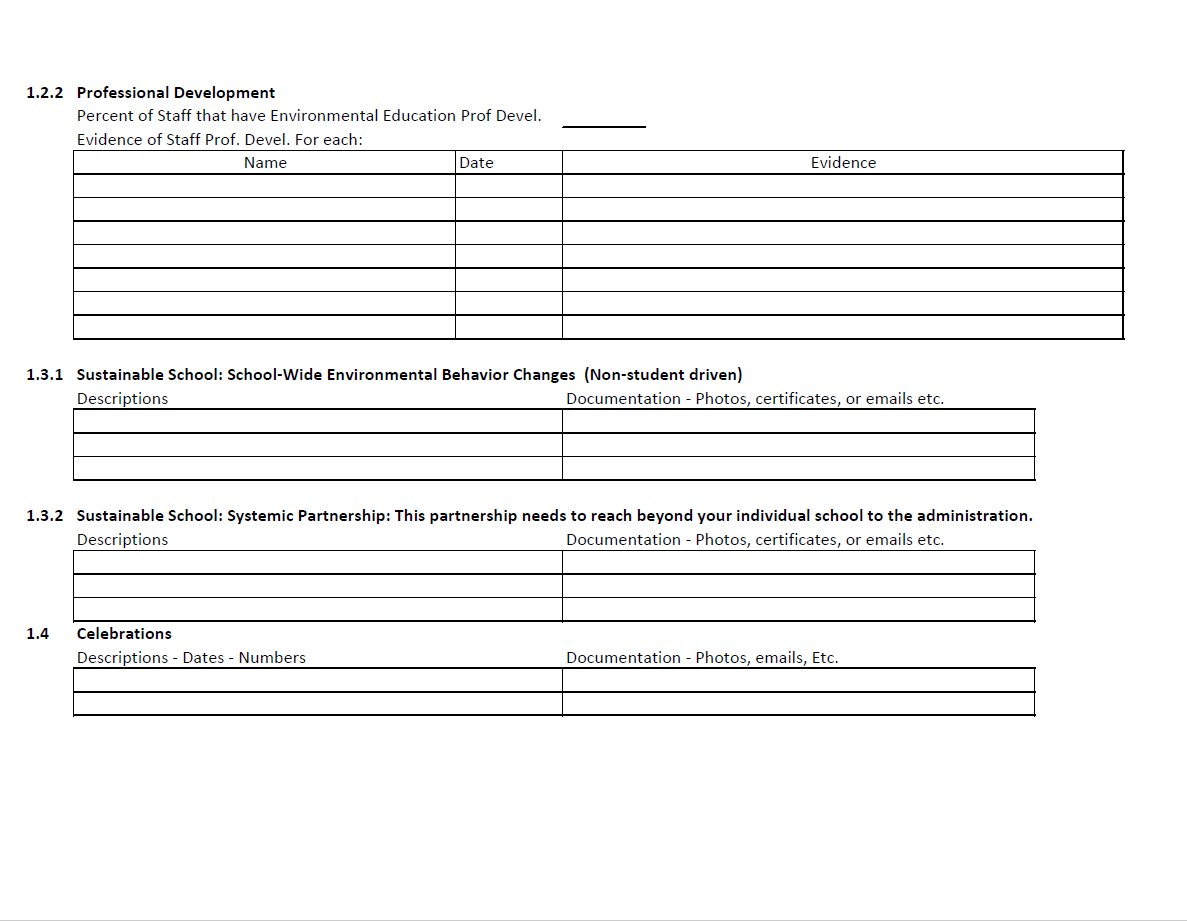 1.2.2 Professional Development
Percent of Staff that have Environmental Education Prof Devel.
Evidence of Staff Prof. Devel. For each:
Name Date Evidence
1.3.1 Sustainable School: School-Wide Environmental Behavior Changes (Non-student driven)
Descriptions Documentation - Photos, certificates, or emails etc.
1.3.2 Sustainable School: Systemic Partnership: This partnership needs to reach beyond your individual school to the administration.
Descriptions Documentation - Photos, certificates, or emails etc.
1.4 Celebrations
Descriptions - Dates - Numbers Documentation - Photos, emails, Etc.